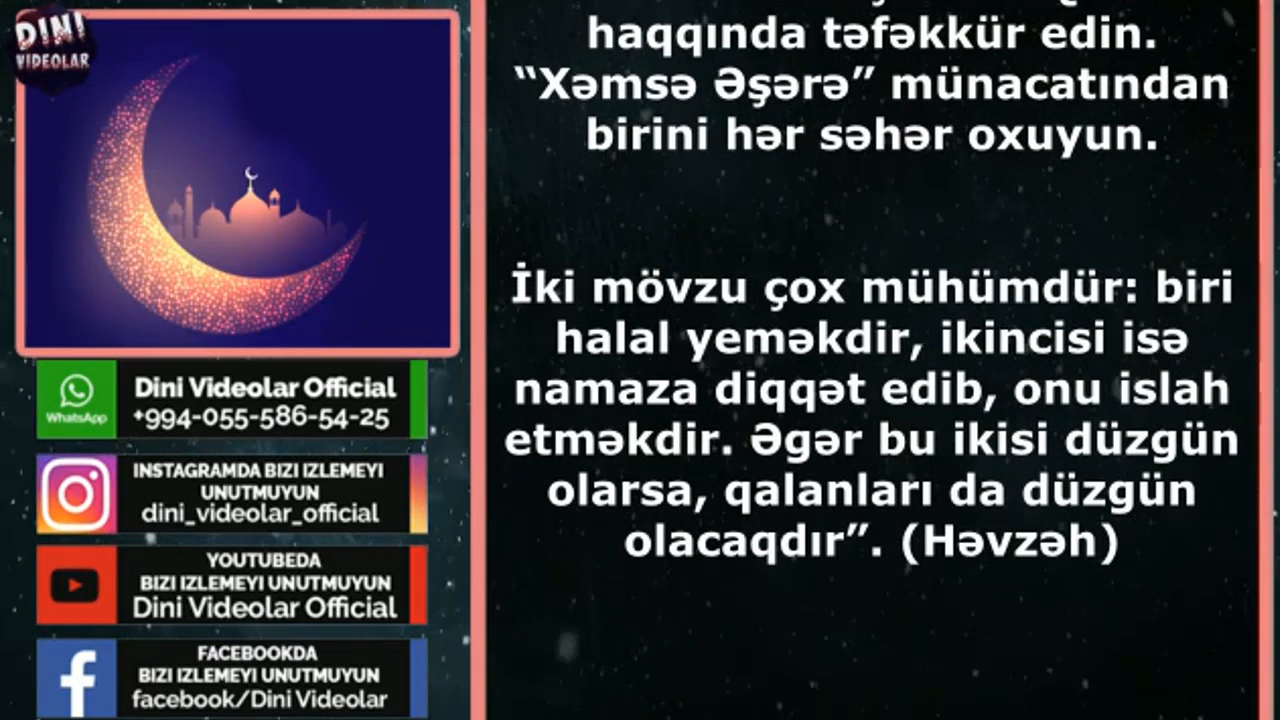 DINI
VIDEOLAR
Dini Videolar Official
WhatsApp
+994-055-586-54-25
INSTAGRAMDA BIZI IZLEMEYI
UNUTMUYUN
dini_videolar_official
YOUTUBEDA
BIZI IZLEMEYI UNUTMUYUN
Dini Videolar Official
FACEBOOKDA
BIZI IZLEMEYI UNUTMUYUN
facebook/Dini Videolar
haqqında təfəkkür edin.
“Xəmsə Əşərə” münacatından
birini hər səhər oxuyun.
İki mövzu çox mühümdür: biri
halal yeməkdir, ikincisi isə
namaza diqqət edib, onu islah
etməkdir. Əgər bu ikisi düzgün
olarsa, qalanları da düzgün
olacaqdır”. (Həvzəh)